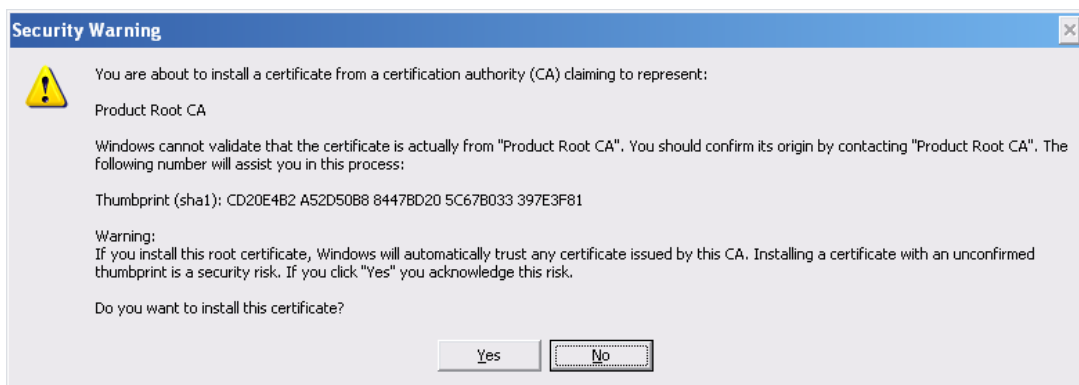 Security Warning
You are about to install a certificate from a certification authority (CA) claiming to represent:
Product Root CA
Windows cannot validate that the certificate is actually from "Product Root CA". You should confirm its origin by contacting "Product Root CA". The
following number will assist you in this process:
Thumbprint (sha1): CD20E4B2 A52D50B8 8447BD20 5C67B033 397E3F81
Warning:
If you install this root certificate, Windows will automatically trust any certificate issued by this CA. Installing a certificate with an unconfirmed
thumbprint is a security risk. If you click "Yes" you acknowledge this risk.
Do you want to install this certificate?
Yes No